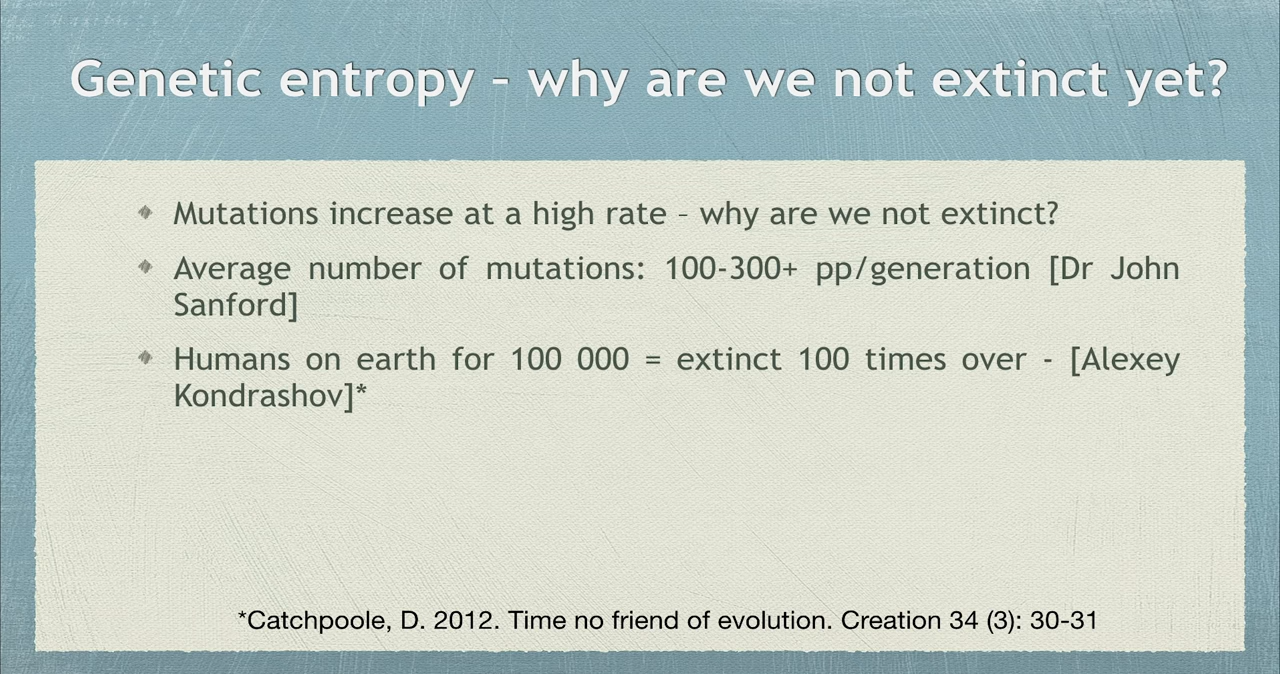 Genetic entropy – why are we not extinct yet?
Mutations increase at a high rate – why are we not extinct?
Average number of mutations: 100-300+ pp/generation [Dr John
Sanford]
Humans on earth for 100 000 = extinct 100 times over - [Alexey
Kondrashov]*
*Catchpoole, D. 2012. Time no friend of evolution. Creation 34 (3): 30-31